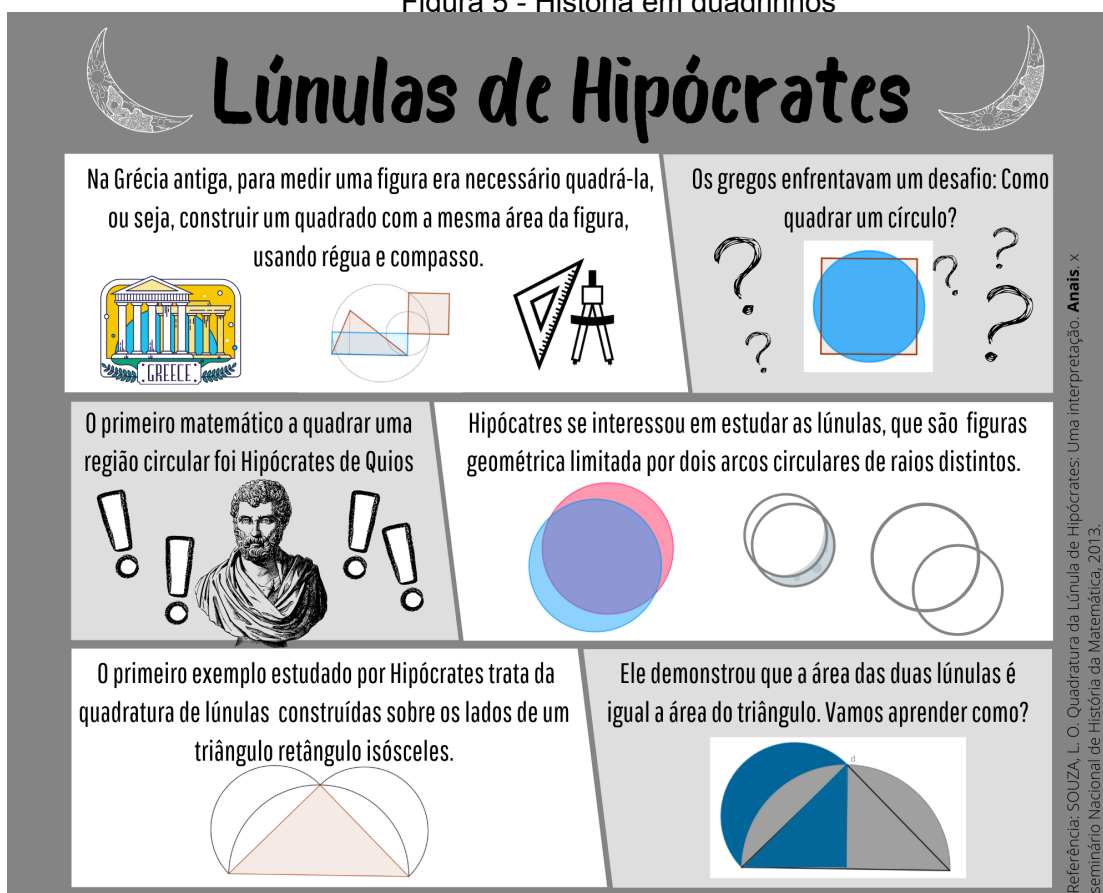 Figura 5 - História em quadrinhos
Lúnulas de Hipócrates
Na Grécia antiga, para medir uma figura era necessário quadrá-la,
ou seja, construir um quadrado com a mesma área da figura,
usando régua e compasso.
GREECE
Os gregos enfrentavam um desafio: Como
quadrar um círculo?
O primeiro matemático a quadrar uma
região circular foi Hipócrates de Quios
Hipócatres se interessou em estudar as lúnulas, que são figuras
geométrica limitada por dois arcos circulares de raios distintos.
O primeiro exemplo estudado por Hipócrates trata da
quadratura de lúnulas construídas sobre os lados de um
triângulo retângulo isósceles.
Ele demonstrou que a área das duas lúnulas é
igual a área do triângulo. Vamos aprender como?
d
Referência: SOUZA, L. O. Quadratura da Lúnula de Hipócrates: Uma interpretação. Anais. x
seminário Nacional de História da Matemática, 2013.